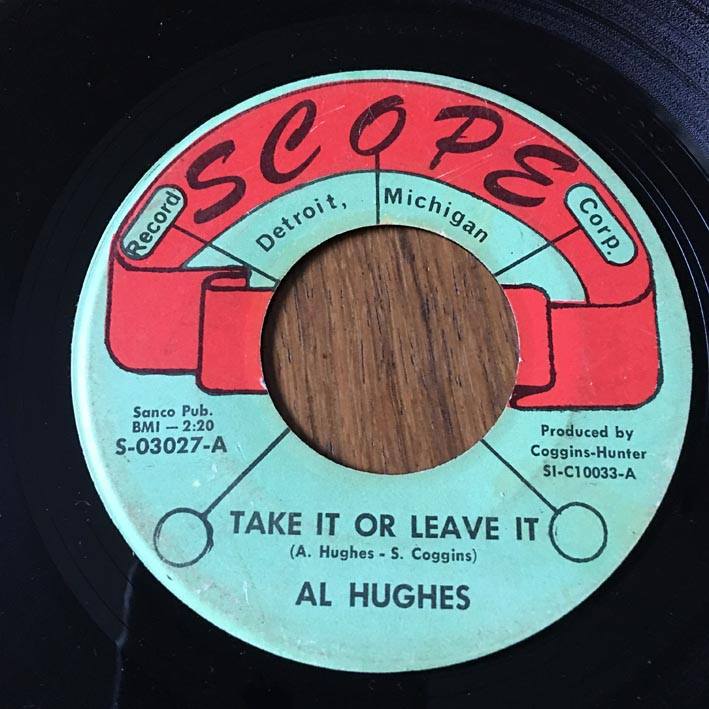 SCOPE
Record
Corp.
Detroit, Michigan
Sanco Pub.
BMI — 2:20
S-03027-A
Produced by
Coggins-Hunter
SI-C10033-A
TAKE IT OR LEAVE IT
(A. Hughes - S. Coggins)
AL HUGHES